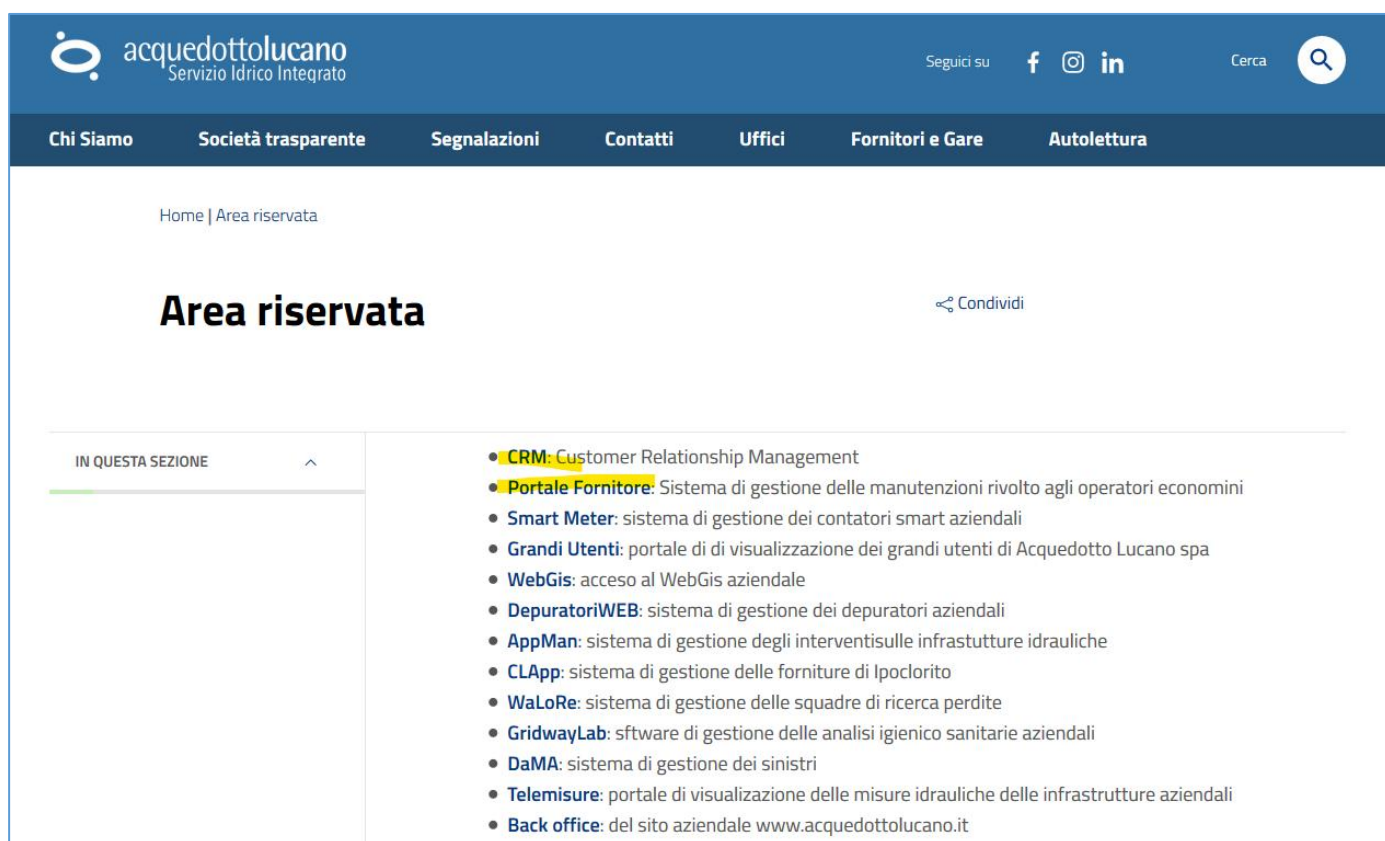 acquedottolucano
Servizio Idrico Integrato
Seguici su
Cerca
Chi Siamo Società trasparente Segnalazioni Contatti Uffici Fornitori e Gare Autolettura
Home | Area riservata
Area riservata
Condividi
IN QUESTA SEZIONE
CRM: Customer Relationship Management
Portale Fornitore: Sistema di gestione delle manutenzioni rivolto agli operatori economini
Smart Meter: sistema di gestione dei contatori smart aziendali
Grandi Utenti: portale di di visualizzazione dei grandi utenti di Acquedotto Lucano spa
WebGis: acceso al WebGis aziendale
DepuratoriWEB: sistema di gestione dei depuratori aziendali
AppMan: sistema di gestione degli interventisulle infrastutture idrauliche
CLApp: sistema di gestione delle forniture di Ipoclorito
WaLoRe: sistema di gestione delle squadre di ricerca perdite
GridwayLab: sftware di gestione delle analisi igienico sanitarie aziendali
DaMA: sistema di gestione dei sinistri
Telemisure: portale di visualizazione delle misure idrauliche delle infrastrutture aziendali
Back office: del sito aziendale www.acquedottolucano.it